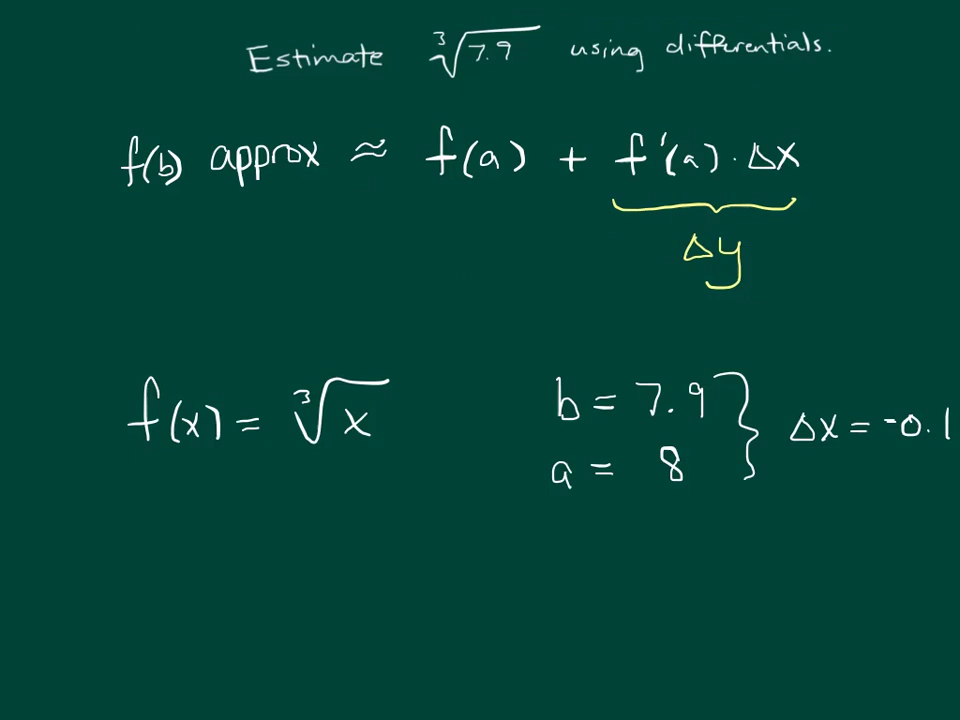 Estimate ∛7.9 using differentials.
f(b) approx ≈ f(a) + f'(a) · Δx
Δy
f(x) = ∛x
b = 7.9
a = 8
Δx = -0.1